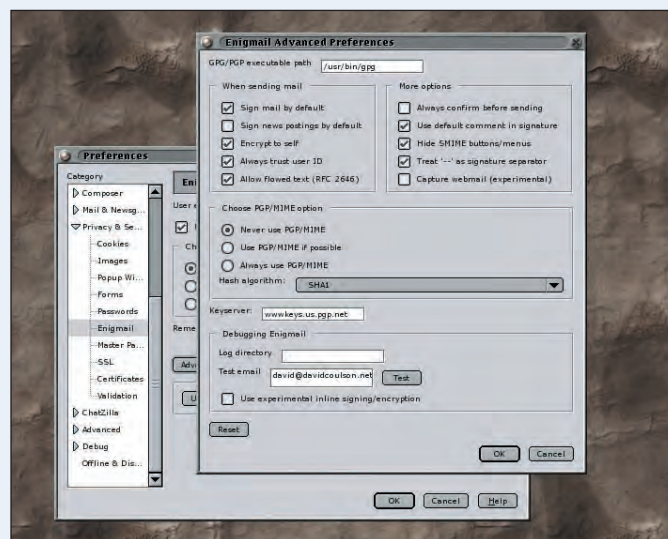 Enigmail Advanced Preferences
GPG/PGP executable path /usr/bin/gpg
When sending mail
Sign mail by default
Sign news postings by default
Encrypt to self
Always trust user ID
Allow flowed text (RFC 2646)
More options
Always confirm before sending
Use default comment in signature
Hide SMIME buttons/menus
Treat '--' as signature separator
Capture webmail (experimental)
Choose PGP/MIME option
Never use PGP/MIME
Use PGP/MIME if possible
Always use PGP/MIME
Hash algorithm: SHA1
Keyserver: www.keys.us.pgp.net
Debugging Enigmail
Log directory
Test email david@davidcoulson.net Test
Use experimental inline signing/encryption
Reset
OK Cancel
Preferences
Category
Composer
Mail & Newsg...
Privacy & Se...
Cookies
Images
Popup Wi...
Forms
Passwords
Enigmail
Master Pa...
SSL
Certificates
Validation
ChatZilla
Advanced
Debug
Offline & Dis...
Eni
User e
Ch
Reme
Adv
U
OK Cancel Help